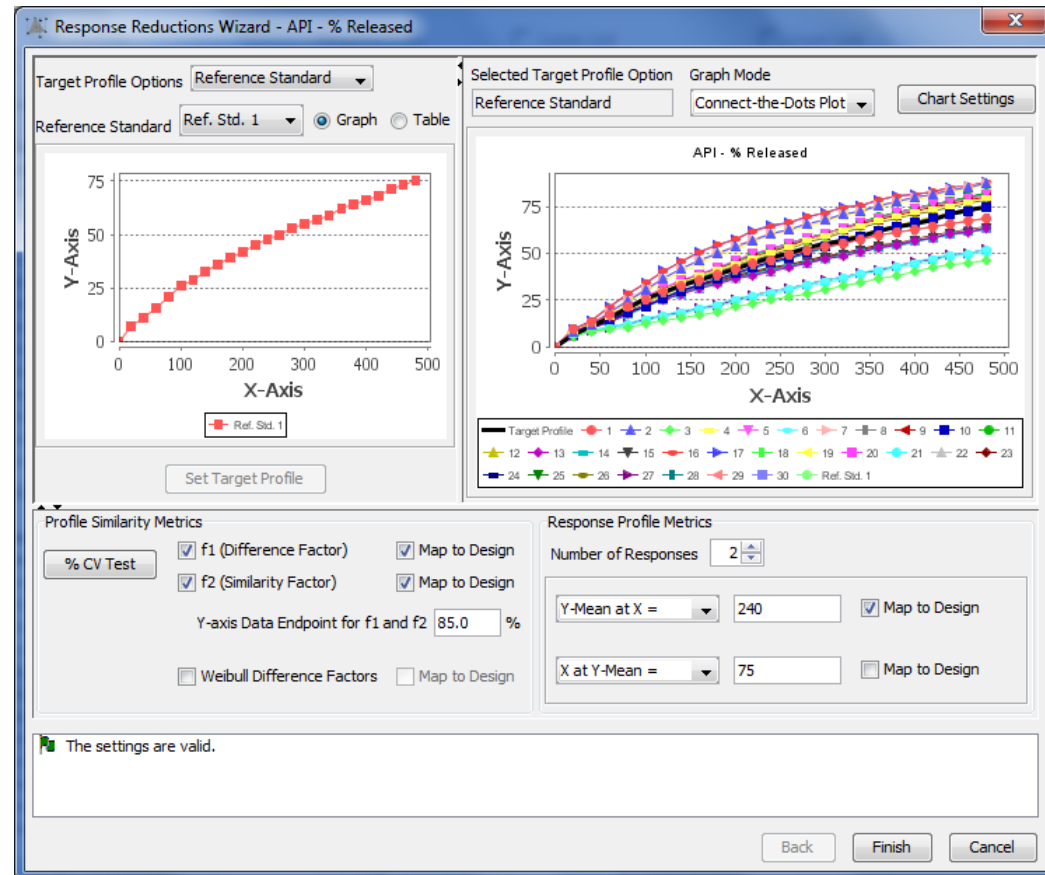 Response Reductions Wizard - API - % Released
Target Profile Options Reference Standard
Reference Standard Ref. Std. 1 Graph Table
75
50
25
0
Y-Axis
0 100 200 300 400 500
X-Axis
Ref. Std. 1
Set Target Profile
Selected Target Profile Option Graph Mode
Reference Standard Connect-the-Dots Plot Chart Settings
API - % Released
75
50
25
0
Y-Axis
0 50 100 150 200 250 300 350 400 450 500
X-Axis
Target Profile 1 2 3 4 5 6 7 8 9 10 11
12 13 14 15 16 17 18 19 20 21 22 23
24 25 26 27 28 29 30 Ref. Std. 1
Profile Similarity Metrics
% CV Test
f1 (Difference Factor) Map to Design
f2 (Similarity Factor) Map to Design
Y-axis Data Endpoint for f1 and f2 85.0 %
Weibull Difference Factors Map to Design
Response Profile Metrics
Number of Responses 2
Y-Mean at X = 240 Map to Design
X at Y-Mean = 75 Map to Design
The settings are valid.
Back Finish Cancel